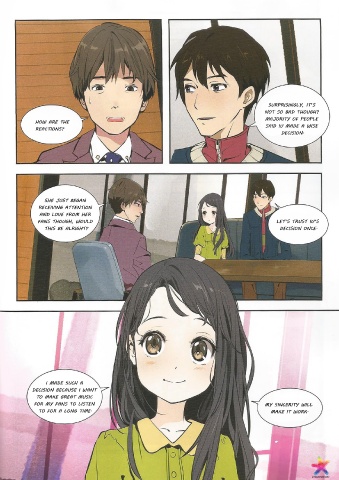 HOW ARE THE
REACTIONS?
SURPRISINGLY, IT'S
NOT SO BAD THOUGH?
MAJORITY OF PEOPLE
SAID IU MADE A WISE
DECISION
SHE JUST BEGAN
RECEIVING ATTENTION
AND LOVE FROM HER
FANS THOUGH, WOULD
THIS BE ALRIGHT?
LET'S TRUST IU'S
DECISION ONCE
I MADE SUCH A
DECISION BECAUSE I WANT
TO MAKE GREAT MUSIC
FOR MY FANS TO LISTEN
TO FOR A LONG TIME
MY SINCERITY WILL
MAKE IT WORK